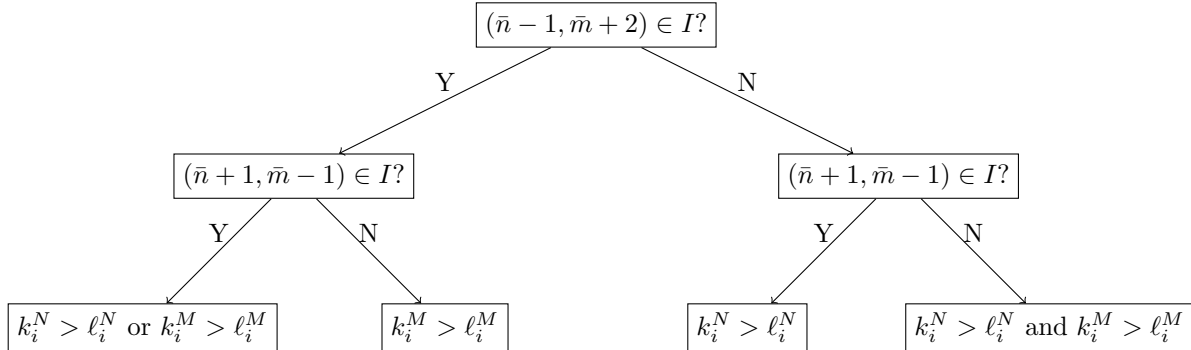 (n̄ − 1, m̄ + 2) ∈ I?
Y
N
(n̄ + 1, m̄ − 1) ∈ I?
(n̄ + 1, m̄ − 1) ∈ I?
Y
N
Y
N
k_i^N > ℓ_i^N or k_i^M > ℓ_i^M
k_i^M > ℓ_i^M
k_i^N > ℓ_i^N
k_i^N > ℓ_i^N and k_i^M > ℓ_i^M